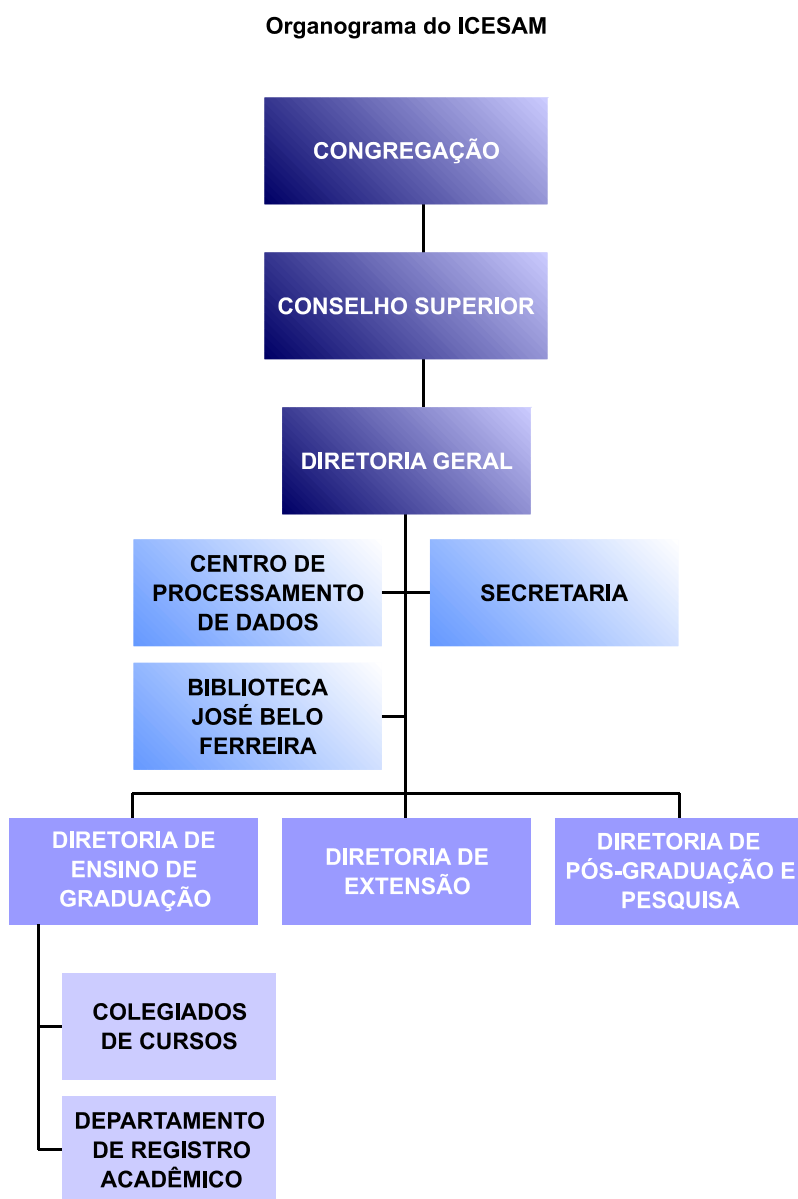 Organograma do ICESAM
CONGREGAÇÃO
CONSELHO SUPERIOR
DIRETORIA GERAL
CENTRO DE
PROCESSAMENTO
DE DADOS
SECRETARIA
BIBLIOTECA
JOSÉ BELO
FERREIRA
DIRETORIA DE
ENSINO DE
GRADUAÇÃO
DIRETORIA DE
EXTENSÃO
DIRETORIA DE
PÓS-GRADUAÇÃO E
PESQUISA
COLEGIADOS
DE CURSOS
DEPARTAMENTO
DE REGISTRO
ACADÊMICO